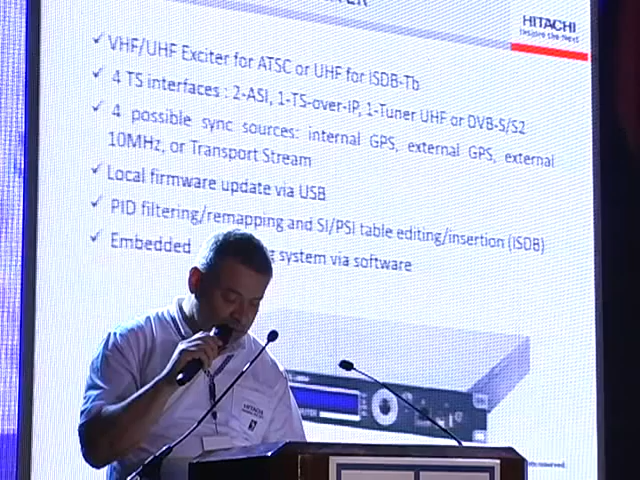 HITACHI
Inspire the Next
✓ VHF/UHF Exciter for ATSC or UHF for ISDB-Tb
✓ 4 TS interfaces : 2-ASI, 1-TS-over-IP, 1-Tuner UHF or DVB-S/S2
✓ 4 possible sync sources: internal GPS, external GPS, external
10MHz, or Transport Stream
✓ Local firmware update via USB
✓ PID filtering/remapping and SI/PSI table editing/insertion (ISDB)
✓ Embedded system via software
HITACHI